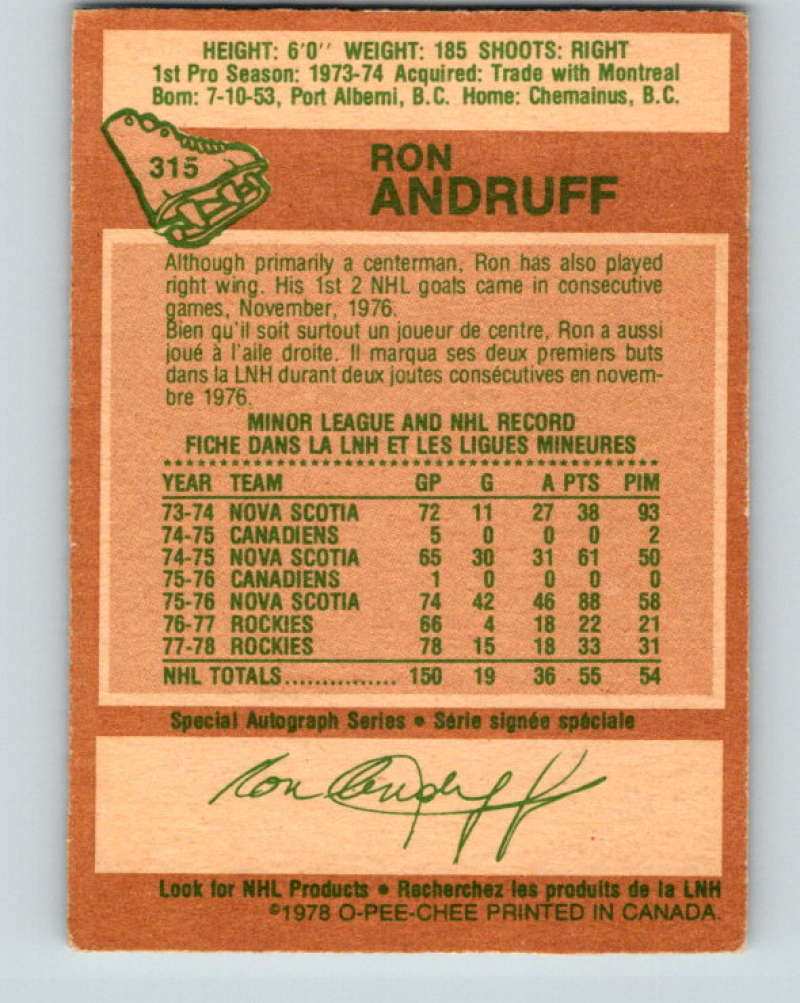 HEIGHT: 6'0'' WEIGHT: 185 SHOOTS: RIGHT
1st Pro Season: 1973-74 Acquired: Trade with Montreal
Born: 7-10-53, Port Alberni, B.C. Home: Chemainus, B.C.
315
RON
ANDRUFF
Although primarily a centerman, Ron has also played
right wing. His 1st 2 NHL goals came in consecutive
games, November, 1976.
Bien qu'il soit surtout un joueur de centre, Ron a aussi
joué à l'aile droite. Il marqua ses deux premiers buts
dans la LNH durant deux joutes consécutives en novem-
bre 1976.
MINOR LEAGUE AND NHL RECORD
FICHE DANS LA LNH ET LES LIGUES MINEURES
YEAR TEAM GP G A PTS PIM
73-74 NOVA SCOTIA 72 11 27 38 93
74-75 CANADIENS 5 0 0 0 2
74-75 NOVA SCOTIA 65 30 31 61 50
75-76 CANADIENS 1 0 0 0 0
75-76 NOVA SCOTIA 74 42 46 88 58
76-77 ROCKIES 66 4 18 22 21
77-78 ROCKIES 78 15 18 33 31
NHL TOTALS............... 150 19 36 55 54
Special Autograph Series • Série signée spéciale
Ron Andruff
Look for NHL Products • Recherchez les produits de la LNH
©1978 O-PEE-CHEE PRINTED IN CANADA.